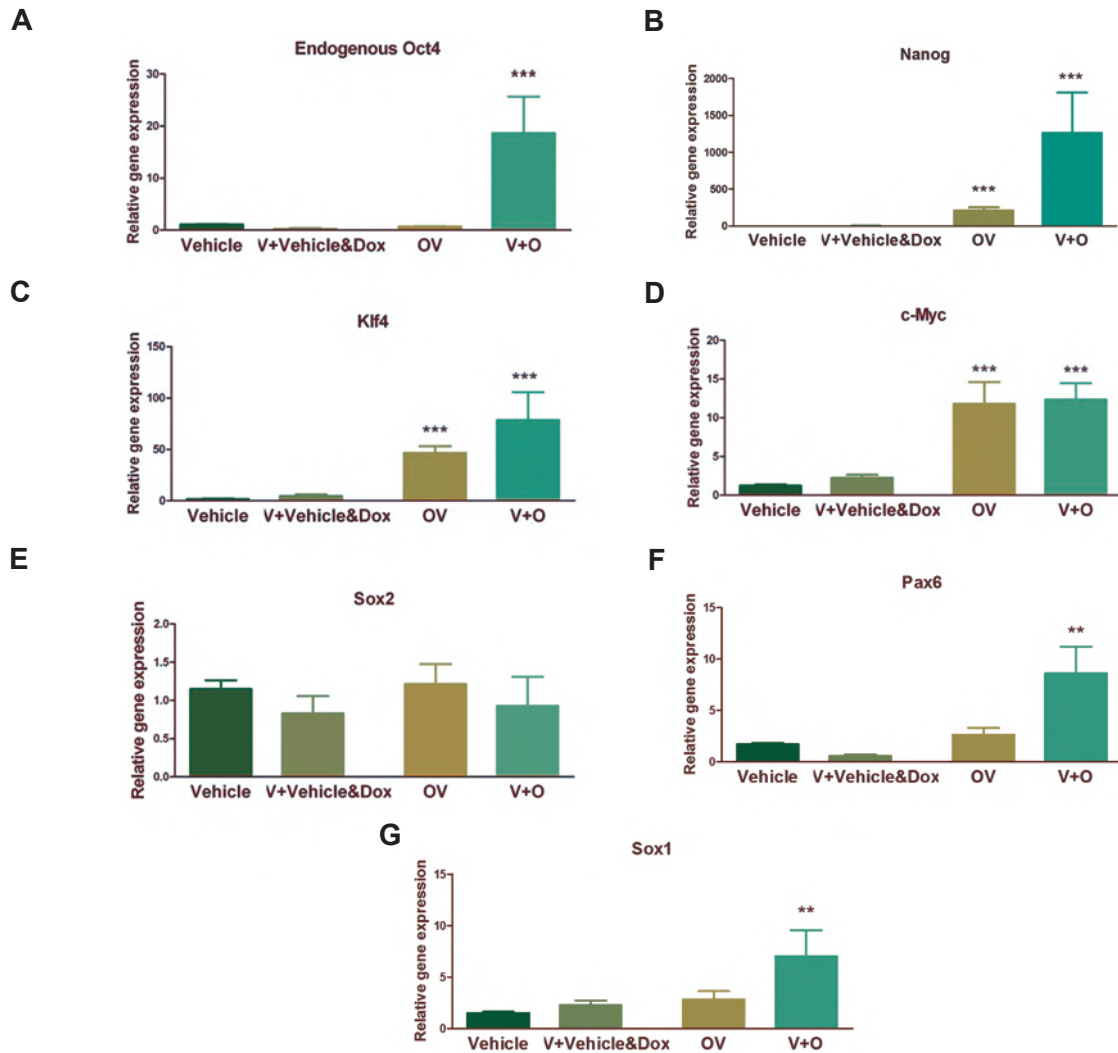 A
Endogenous Oct4
Relative gene expression
30
20
10
0
***
Vehicle V+Vehicle&Dox OV V+O
B
Nanog
Relative gene expression
2000
1500
1000
500
0
***
***
Vehicle V+Vehicle&Dox OV V+O
C
Klf4
Relative gene expression
150
100
50
0
***
***
Vehicle V+Vehicle&Dox OV V+O
D
c-Myc
Relative gene expression
20
15
10
5
0
***
***
Vehicle V+Vehicle&Dox OV V+O
E
Sox2
Relative gene expression
2.0
1.5
1.0
0.5
0.0
Vehicle V+Vehicle&Dox OV V+O
F
Pax6
Relative gene expression
15
10
5
0
**
Vehicle V+Vehicle&Dox OV V+O
G
Sox1
Relative gene expression
15
10
5
0
**
Vehicle V+Vehicle&Dox OV V+O